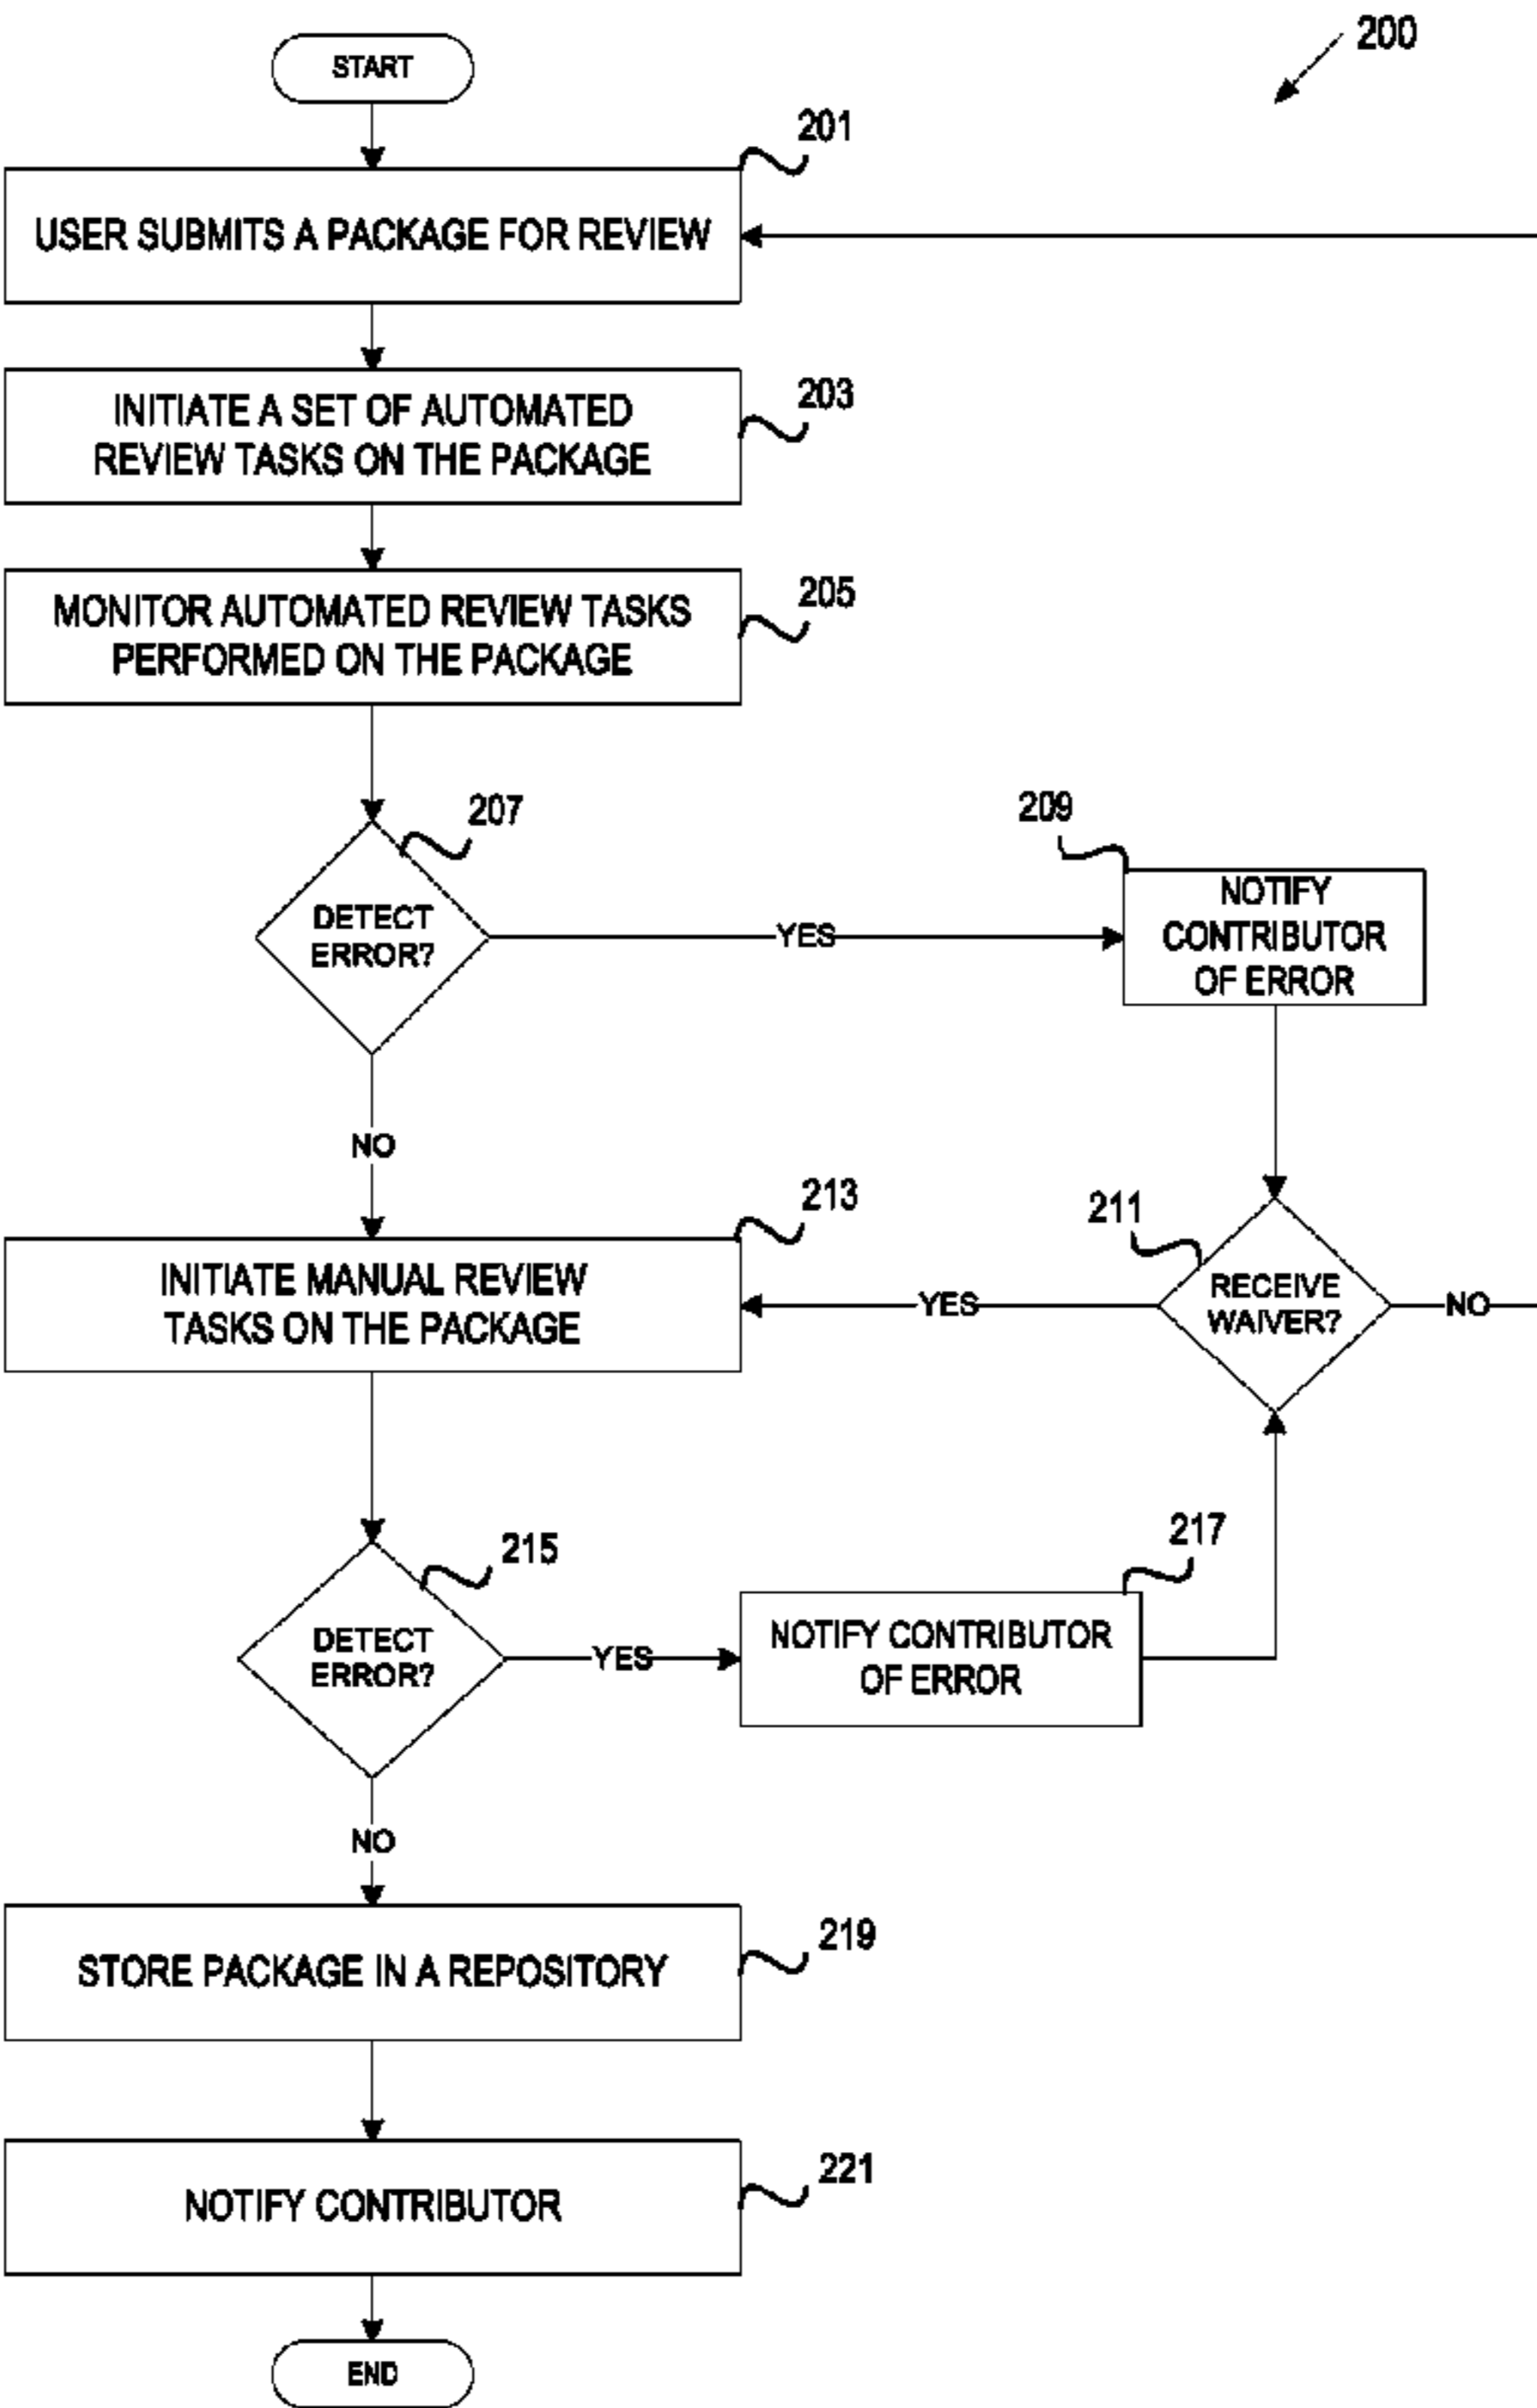 200
START
201
USER SUBMITS A PACKAGE FOR REVIEW
203
INITIATE A SET OF AUTOMATED
REVIEW TASKS ON THE PACKAGE
205
MONITOR AUTOMATED REVIEW TASKS
PERFORMED ON THE PACKAGE
207
DETECT
ERROR?
YES
209
NOTIFY
CONTRIBUTOR
OF ERROR
NO
213
INITIATE MANUAL REVIEW
TASKS ON THE PACKAGE
YES
211
RECEIVE
WAIVER?
NO
215
DETECT
ERROR?
YES
217
NOTIFY CONTRIBUTOR
OF ERROR
NO
219
STORE PACKAGE IN A REPOSITORY
221
NOTIFY CONTRIBUTOR
END